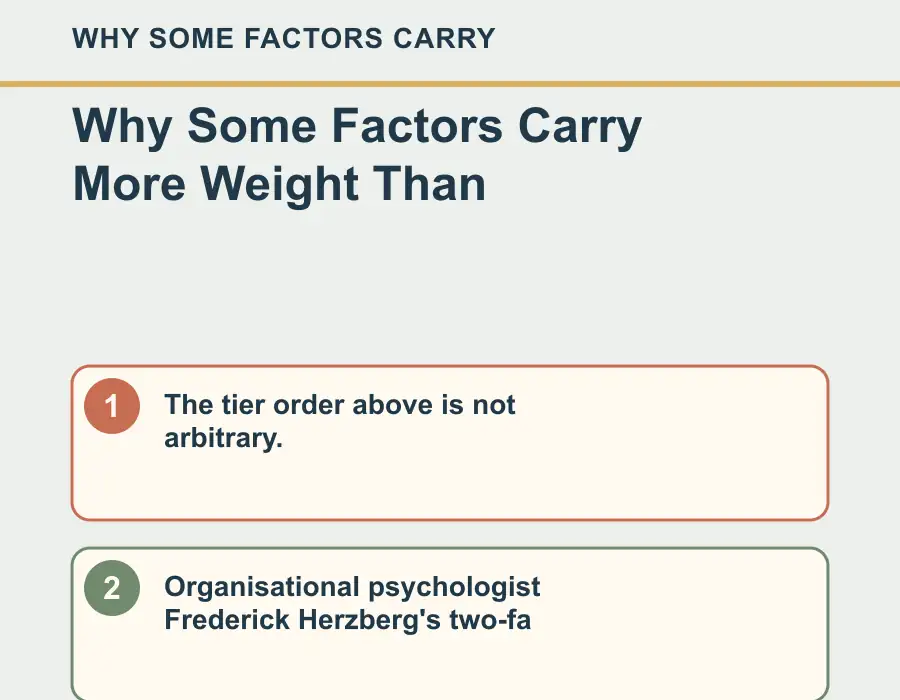 WHY SOME FACTORS CARRY
Why Some Factors Carry
More Weight Than
1
The tier order above is not
arbitrary.
2
Organisational psychologist
Frederick Herzberg's two-fa